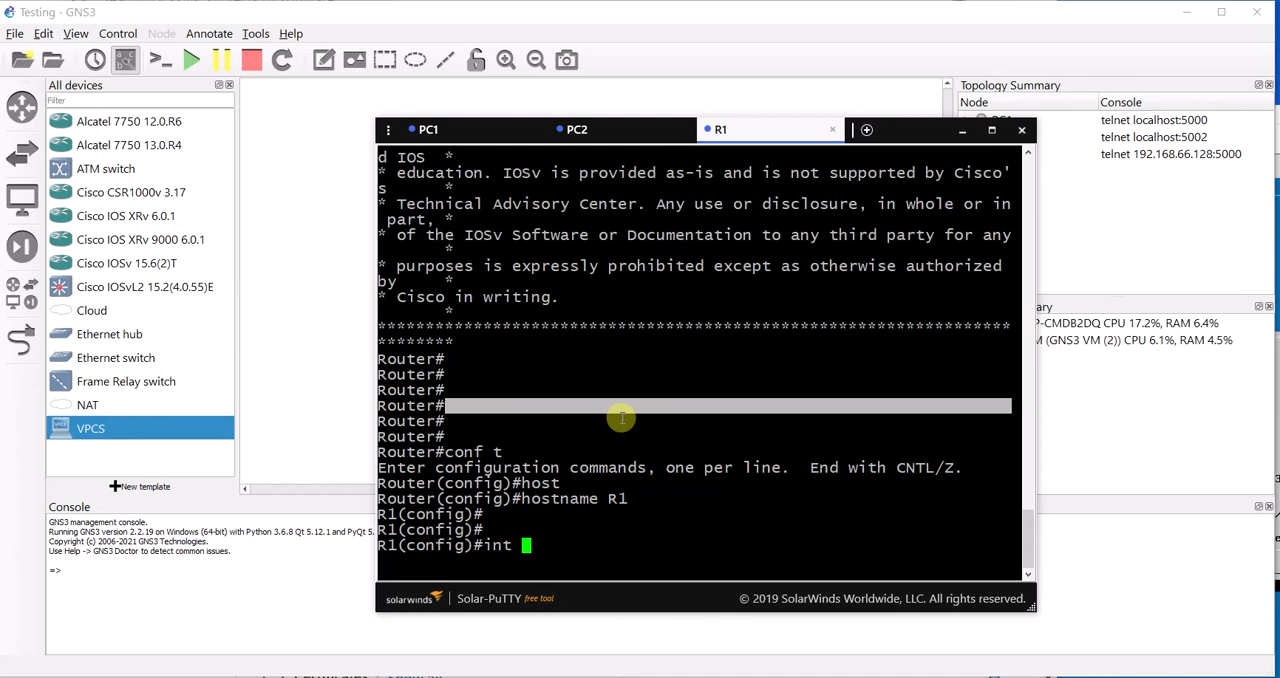 Testing - GNS3
File Edit View Control Node Annotate Tools Help
All devices
Filter
Alcatel 7750 12.0.R6
Alcatel 7750 13.0.R4
ATM switch
Cisco CSR1000v 3.17
Cisco IOS XRv 6.0.1
Cisco IOS XRv 9000 6.0.1
Cisco IOSv 15.6(2)T
Cisco IOSvL2 15.2(4.0.55)E
Cloud
Ethernet hub
Ethernet switch
Frame Relay switch
NAT
VPCS
New template
PC1 PC2 R1
d IOS *
* education. IOSv is provided as-is and is not supported by Cisco'
s *
* Technical Advisory Center. Any use or disclosure, in whole or in
part, *
* of the IOSv Software or Documentation to any third party for any
*
* purposes is expressly prohibited except as otherwise authorized
by *
* Cisco in writing.
*
*******************************************************************
********
Router#
Router#
Router#
Router#
Router#
Router#
Router#conf t
Enter configuration commands, one per line. End with CNTL/Z.
Router(config)#host
Router(config)#hostname R1
R1(config)#
R1(config)#
R1(config)#int
solarwinds Solar-PuTTY free tool © 2019 SolarWinds Worldwide, LLC. All rights reserved.
Topology Summary
Node Console
telnet localhost:5000
telnet localhost:5002
telnet 192.168.66.128:5000
ary
P-CMDB2DQ CPU 17.2%, RAM 6.4%
M (GNS3 VM (2)) CPU 6.1%, RAM 4.5%
Console
GNS3 management console.
Running GNS3 version 2.2.19 on Windows (64-bit) with Python 3.6.8 Qt 5.12.1 and PyQt 5.
Copyright (c) 2006-2021 GNS3 Technologies.
Use Help -> GNS3 Doctor to detect common issues.
=>